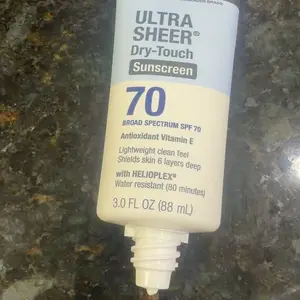 ULTRA
SHEER®
Dry-Touch
Sunscreen
70
BROAD SPECTRUM SPF 70
Antioxidant Vitamin E
Lightweight clean feel
Shields skin 6 layers deep
with HELIOPLEX®
Water resistant (80 minutes)
3.0 FL OZ (88 mL)